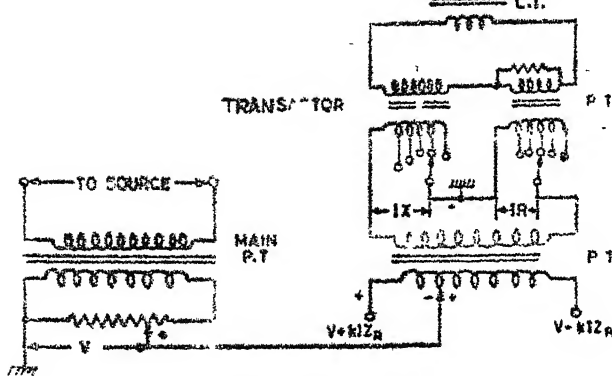 C.T.
TRANSACTOR
P T
TO SOURCE
IX
IR
MAIN
P.T
P T
V
V+kIZR
V-kIZR